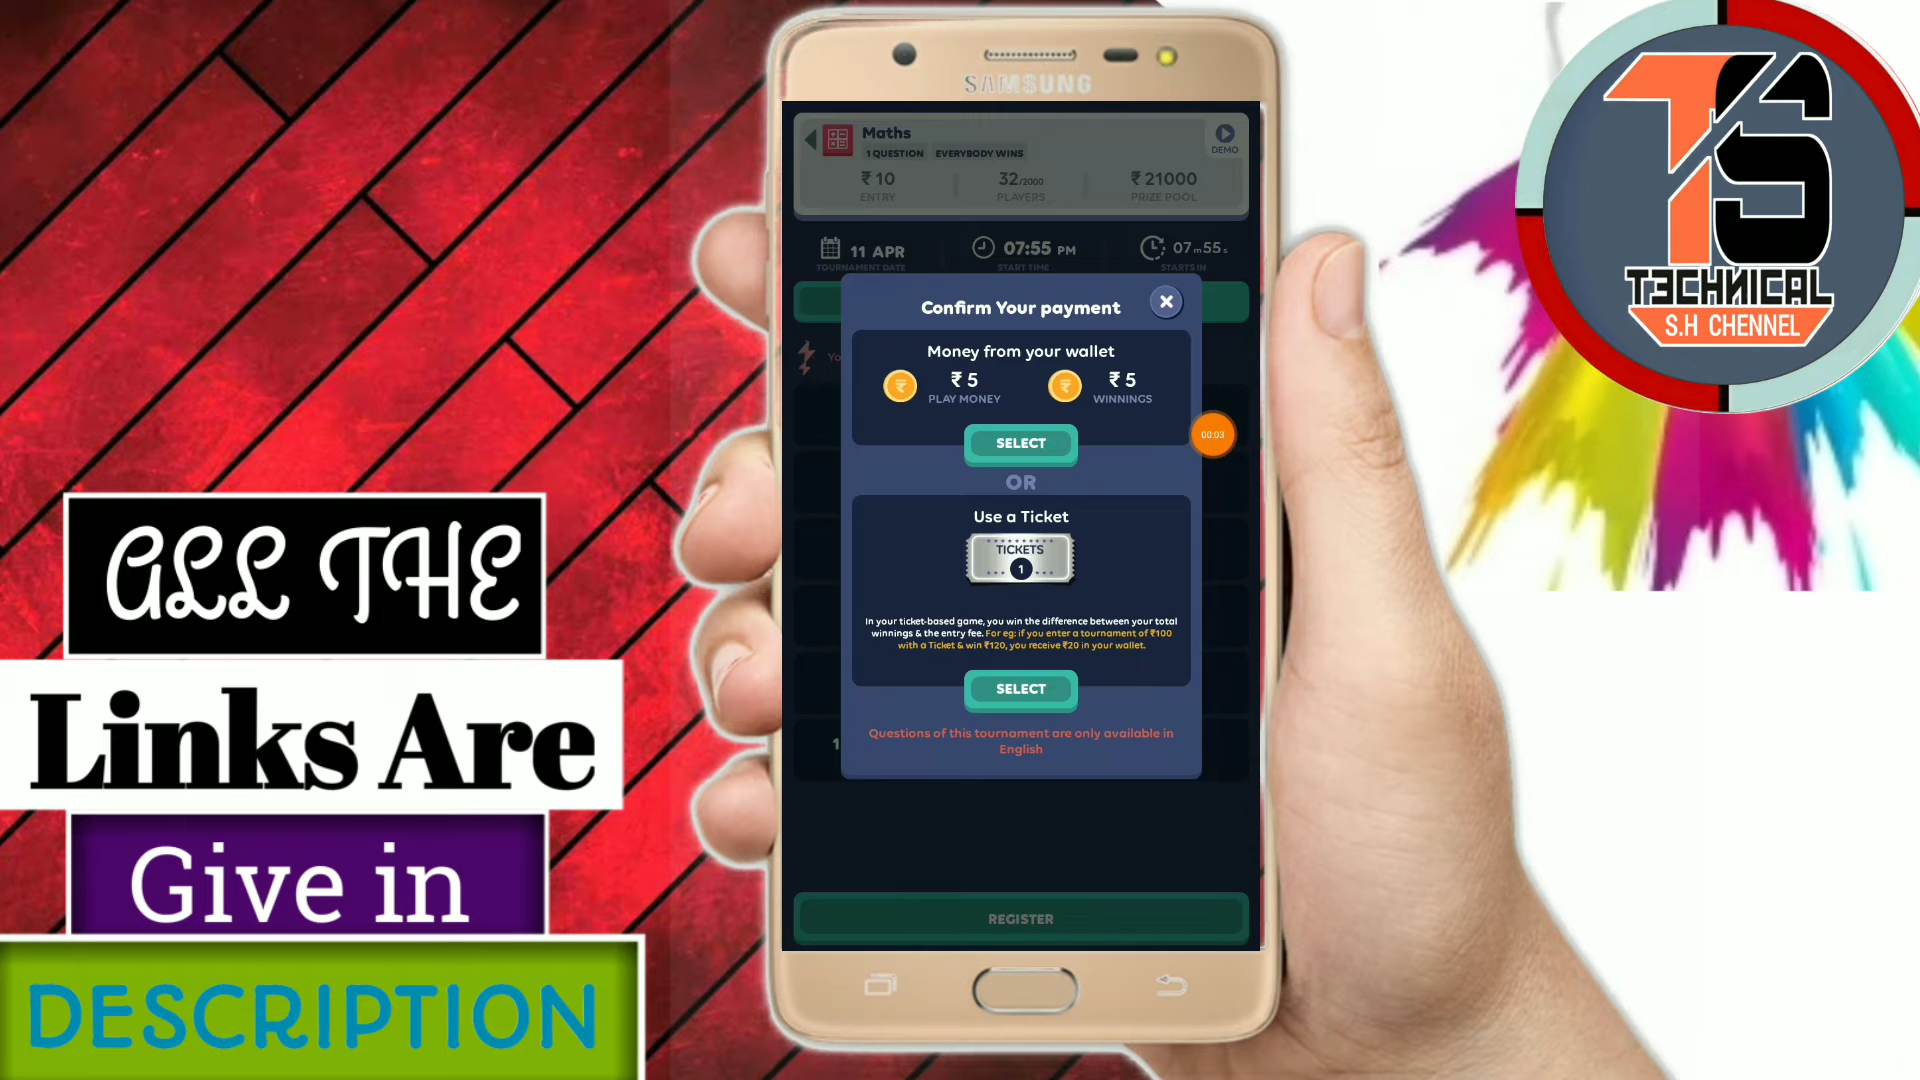 SAMSUNG
Maths
1 QUESTION EVERYBODY WINS
DEMO
₹ 10 32/2000 ₹ 21000
ENTRY PLAYERS PRIZE POOL
11 APR 07:55 PM 07m 55s
TOURNAMENT DATE START TIME STARTS IN
Yo
Confirm Your payment
Money from your wallet
₹ 5 ₹ 5
PLAY MONEY WINNINGS
SELECT
00:03
OR
Use a Ticket
TICKETS
1
In your ticket-based game, you win the difference between your total
winnings & the entry fee. For eg: if you enter a tournament of ₹100
with a Ticket & win ₹120, you receive ₹20 in your wallet.
SELECT
Questions of this tournament are only available in
English
1
REGISTER
ALL THE
Links Are
Give in
DESCRIPTION
TS
TECHNICAL
S.H CHENNEL